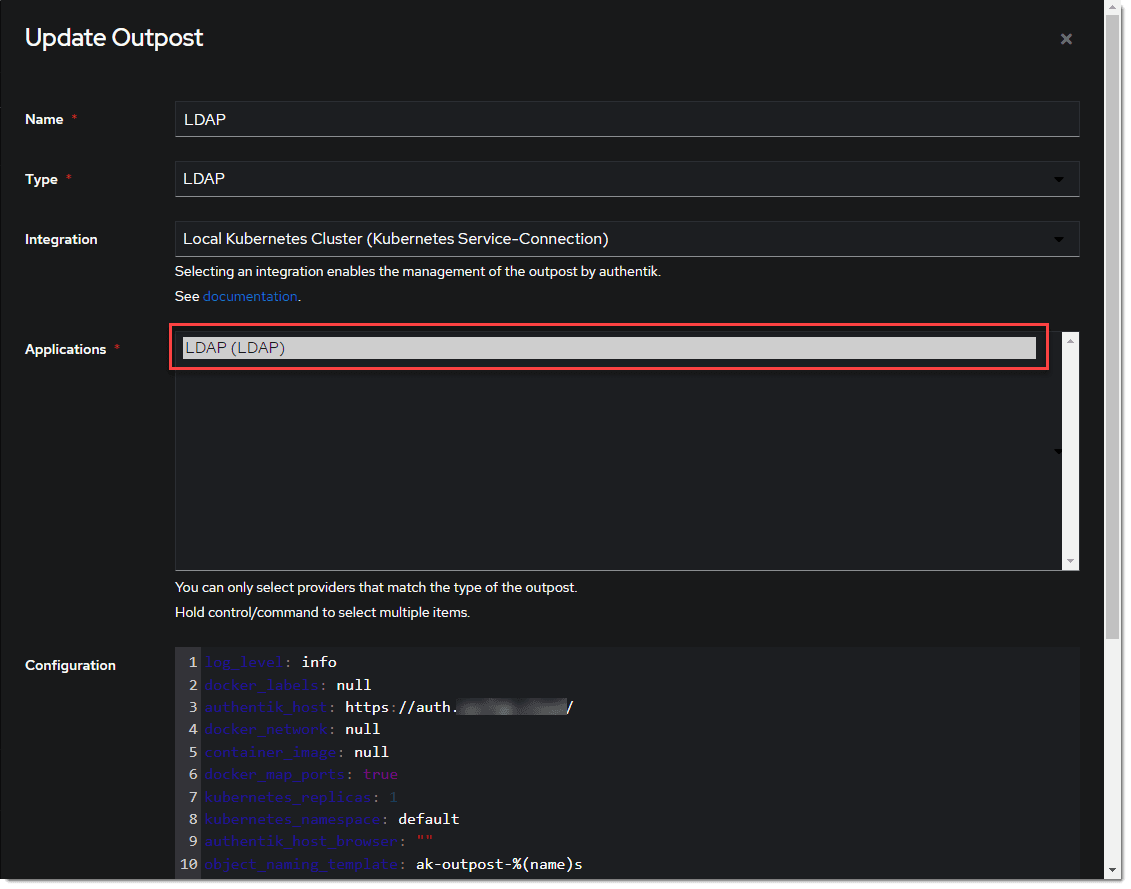 Update Outpost
Name *
LDAP
Type *
LDAP
Integration
Local Kubernetes Cluster (Kubernetes Service-Connection)
Selecting an integration enables the management of the outpost by authentik.
See documentation.
Applications *
LDAP (LDAP)
You can only select providers that match the type of the outpost.
Hold control/command to select multiple items.
Configuration
1 log_level: info
2 docker_labels: null
3 authentik_host: https://auth. /
4 docker_network: null
5 container_image: null
6 docker_map_ports: true
7 kubernetes_replicas: 1
8 kubernetes_namespace: default
9 authentik_host_browser: ""
10 object_naming_template: ak-outpost-%(name)s